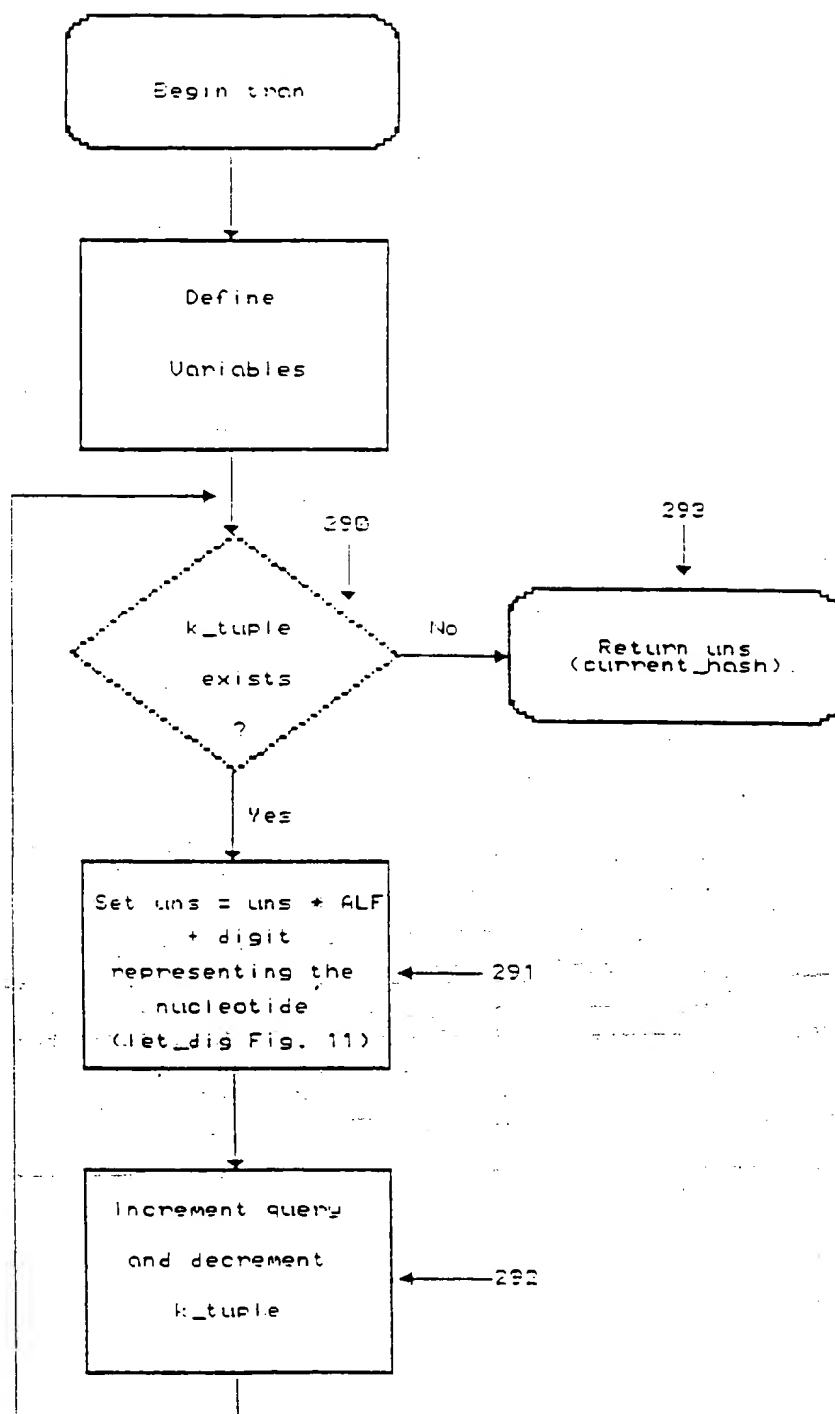 Begin tran
Define
Variables
290
293
k_tuple
exists
?
No
Return uns
(current_hash)
Yes
Set uns = uns * ALF
+ digit
representing the
nucleotide
(let_dig Fig. 11)
291
Increment query
and decrement
k_tuple
292